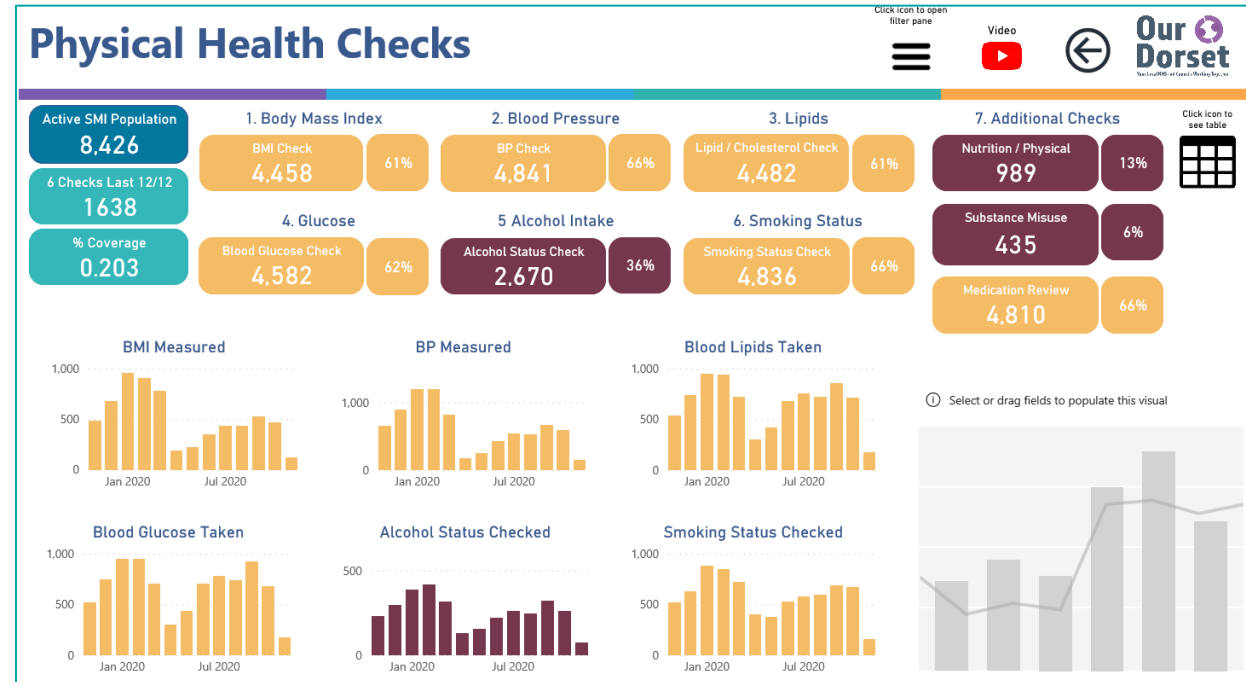 Physical Health Checks
Click icon to open
filter pane
Video
Our
Dorset
Active SMI Population
8,426
6 Checks Last 12/12
1638
% Coverage
0.203
1. Body Mass Index
BMI Check
4,458
61%
2. Blood Pressure
BP Check
4,841
66%
3. Lipids
Lipid / Cholesterol Check
4,482
61%
4. Glucose
Blood Glucose Check
4,582
62%
5 Alcohol Intake
Alcohol Status Check
2,670
36%
6. Smoking Status
Smoking Status Check
4,836
66%
7. Additional Checks
Nutrition / Physical
989
13%
Substance Misuse
435
6%
Medication Review
4,810
66%
Click icon to
see table
BMI Measured
1,000
500
0
Jan 2020 Jul 2020
BP Measured
1,000
0
Jan 2020 Jul 2020
Blood Lipids Taken
1,000
500
0
Jan 2020 Jul 2020
Select or drag fields to populate this visual
Blood Glucose Taken
1,000
500
0
Jan 2020 Jul 2020
Alcohol Status Checked
500
0
Jan 2020 Jul 2020
Smoking Status Checked
1,000
500
0
Jan 2020 Jul 2020